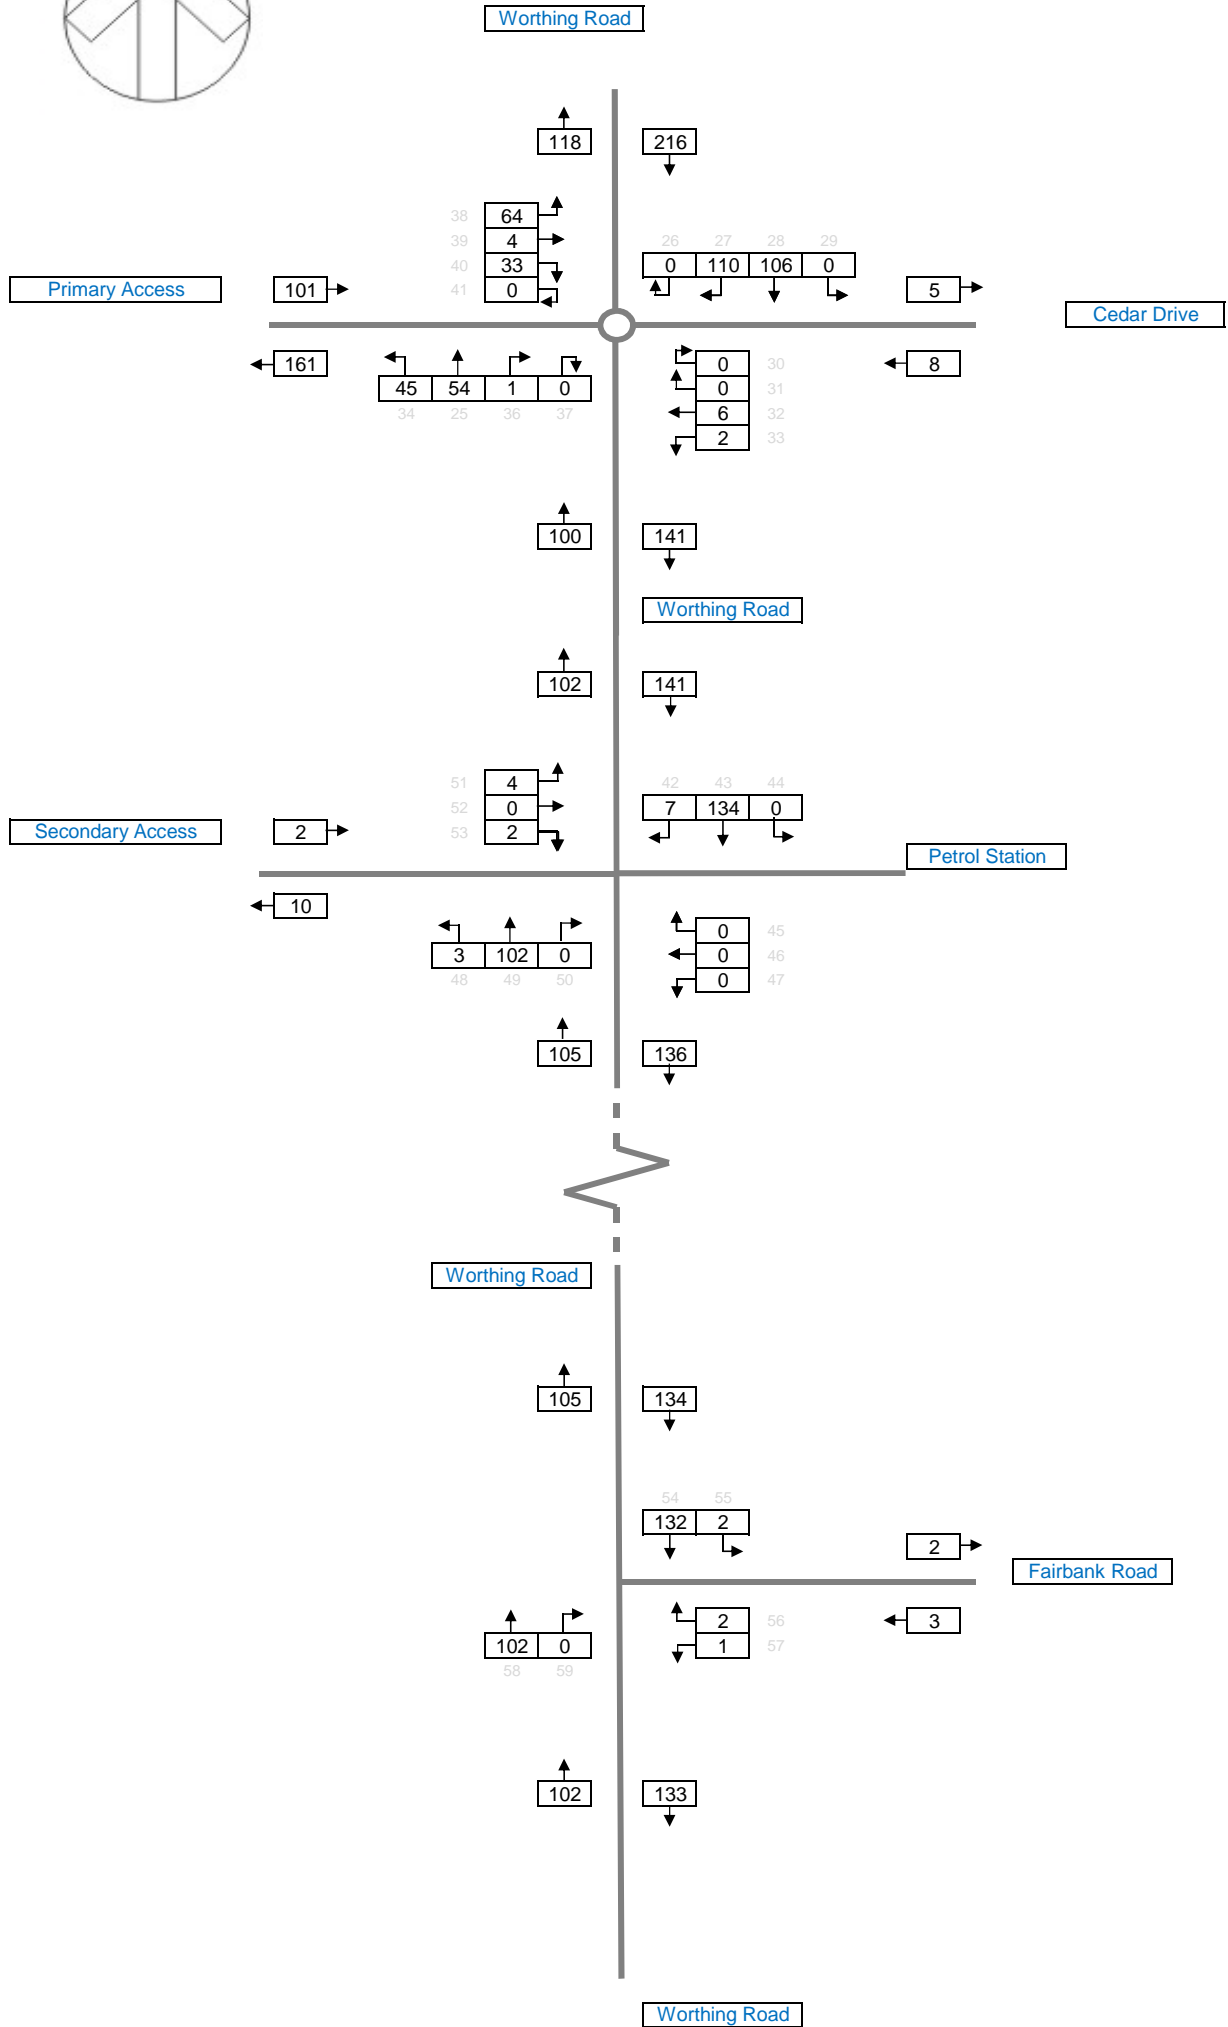 Worthing Road
118 216
38 64
39 4
40 33
41 0
26 27 28 29
0 110 106 0
Primary Access 101 5
Cedar Drive
161 8
45 54 1 0
34 25 36 37
0 30
0 31
6 32
2 33
100 141
Worthing Road
102 141
51 4
52 0
53 2
42 43 44
7 134 0
Secondary Access 2
Petrol Station
10
3 102 0
48 49 50
0 45
0 46
0 47
105 136
Worthing Road
105 134
54 55
132 2
2
Fairbank Road
102 0
58 59
2 56
1 57
3
102 133
Worthing Road